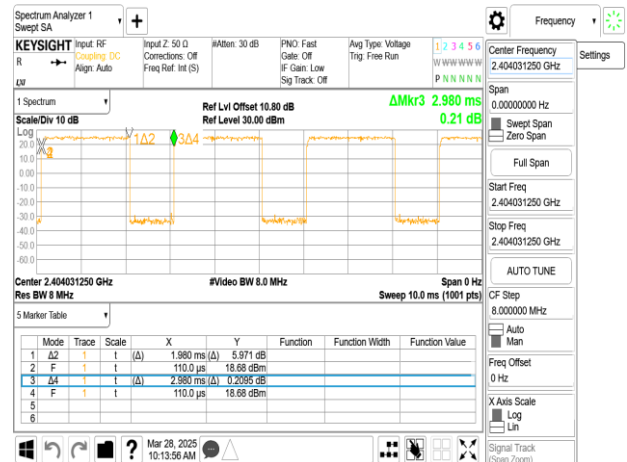 Spectrum Analyzer 1
Swept SA
Frequency
KEYSIGHT
R
LXI
Input: RF
Coupling: DC
Align: Auto
Input Z: 50 Ω
Corrections: Off
Freq Ref: Int (S)
#Atten: 30 dB
PNO: Fast
Gate: Off
IF Gain: Low
Sig Track: Off
Avg Type: Voltage
Trig: Free Run
1 2 3 4 5 6
W W W W W W
P N N N N N
Center Frequency
2.404031250 GHz
Settings
Span
0.00000000 Hz
Swept Span
Zero Span
Full Span
Start Freq
2.404031250 GHz
Stop Freq
2.404031250 GHz
AUTO TUNE
CF Step
8.000000 MHz
Auto
Man
Freq Offset
0 Hz
X Axis Scale
Log
Lin
Signal Track
(Span Zoom)
1 Spectrum
Scale/Div 10 dB
Ref Lvl Offset 10.80 dB
Ref Level 30.00 dBm
ΔMkr3 2.980 ms
0.21 dB
Log
1Δ2
3Δ4
20.0
10.0
0.00
-10.0
-20.0
-30.0
-40.0
-50.0
-60.0
Center 2.404031250 GHz
#Video BW 8.0 MHz
Span 0 Hz
Res BW 8 MHz
Sweep 10.0 ms (1001 pts)
5 Marker Table
Mode Trace Scale X Y Function Function Width Function Value
1 Δ2 1 t (Δ) 1.980 ms (Δ) 5.971 dB
2 F 1 t 110.0 µs 18.68 dBm
3 Δ4 1 t (Δ) 2.980 ms (Δ) 0.2095 dB
4 F 1 t 110.0 µs 18.68 dBm
5
6
Mar 28, 2025
10:13:56 AM